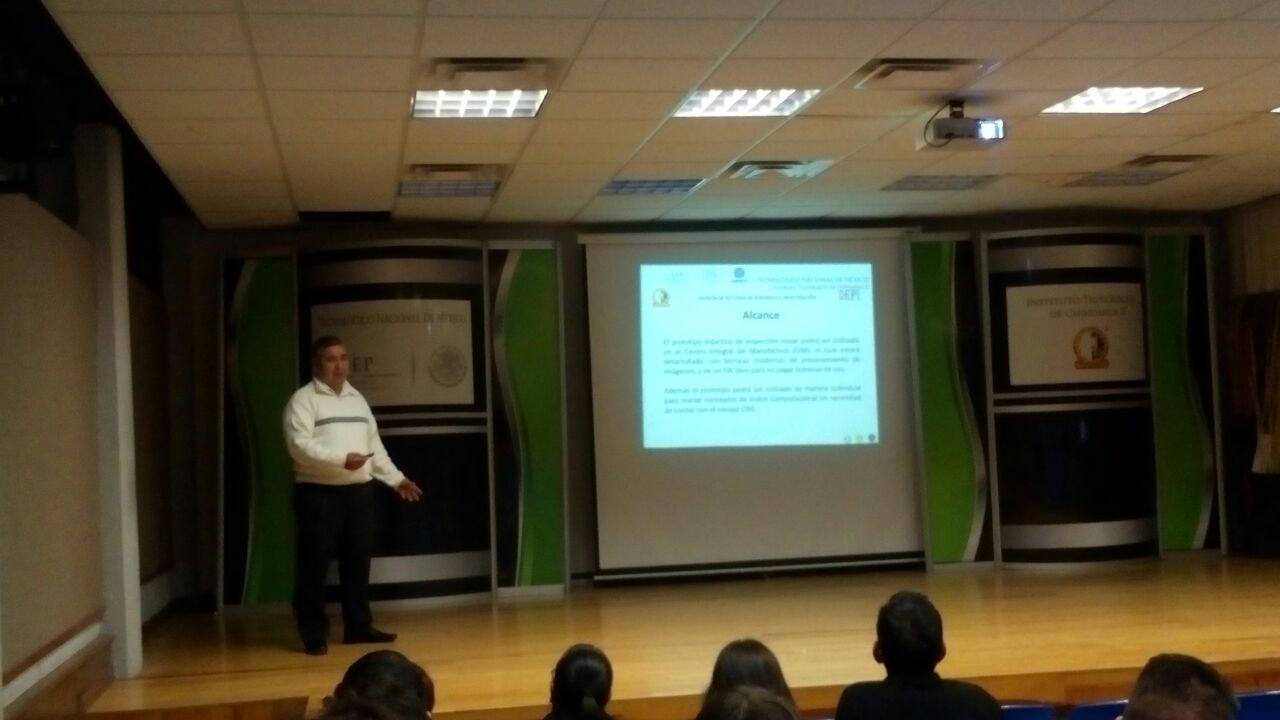 TECNOLÓGICO NACIONAL DE MÉXICO
DEPI
Alcance
El prototipo didáctico de inspección visual podrá ser utilizado
en el Centro Integral de Manufactura (CIM), el cual estará
desarrollado con técnicas modernas de procesamiento de
imágenes, y de un SW libre para no pagar licencias de uso.
Además el prototipo podrá ser utilizado de manera individual
para mirar conceptos de Visión Computacional sin necesidad
de contar con el equipo CIM.
TECNOLÓGICO NACIONAL DE MÉXICO
EP
INSTITUTO TECNOLÓGICO
DE CHIHUAHUA